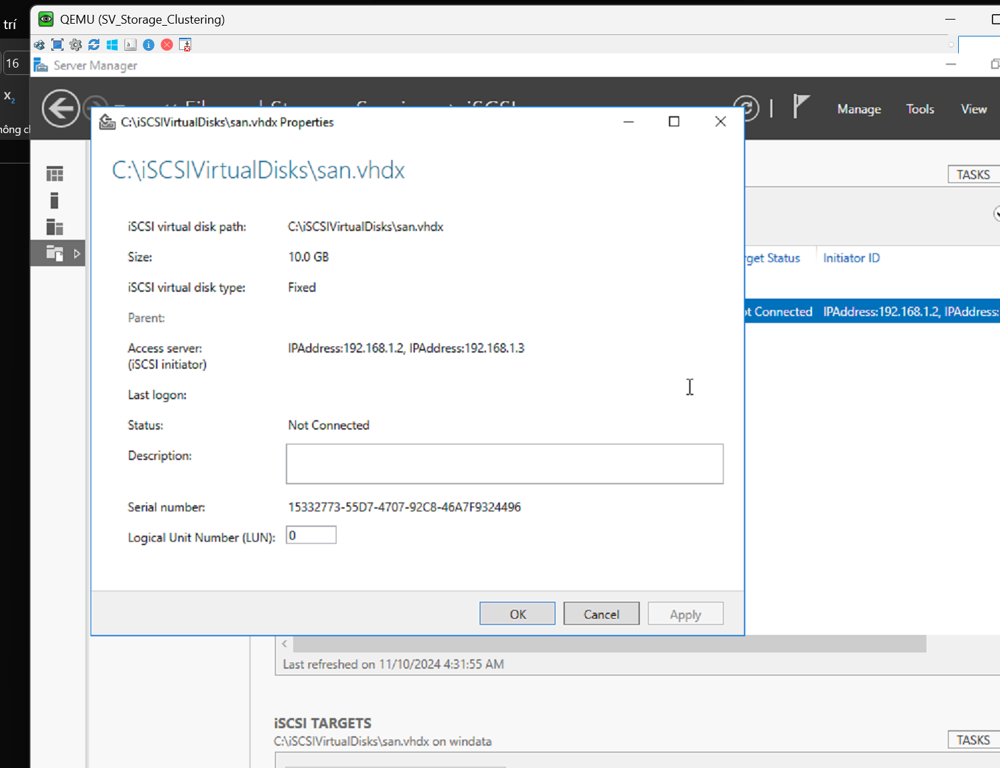 trí
QEMU (SV_Storage_Clustering)
16
Server Manager
x2
Manage
Tools
View
C:\iSCSIVirtualDisks\san.vhdx Properties
C:\iSCSIVirtualDisks\san.vhdx
TASKS
iSCSI virtual disk path: C:\iSCSIVirtualDisks\san.vhdx
Size: 10.0 GB
rget Status Initiator ID
iSCSI virtual disk type: Fixed
Parent:
t Connected IPAddress:192.168.1.2, IPAddress:
Access server: IPAddress:192.168.1.2, IPAddress:192.168.1.3
(iSCSI initiator)
Last logon:
Status: Not Connected
Description:
Serial number: 15332773-55D7-4707-92C8-46A7F9324496
Logical Unit Number (LUN): 0
OK
Cancel
Apply
Last refreshed on 11/10/2024 4:31:55 AM
iSCSI TARGETS
C:\iSCSIVirtualDisks\san.vhdx on windata
TASKS